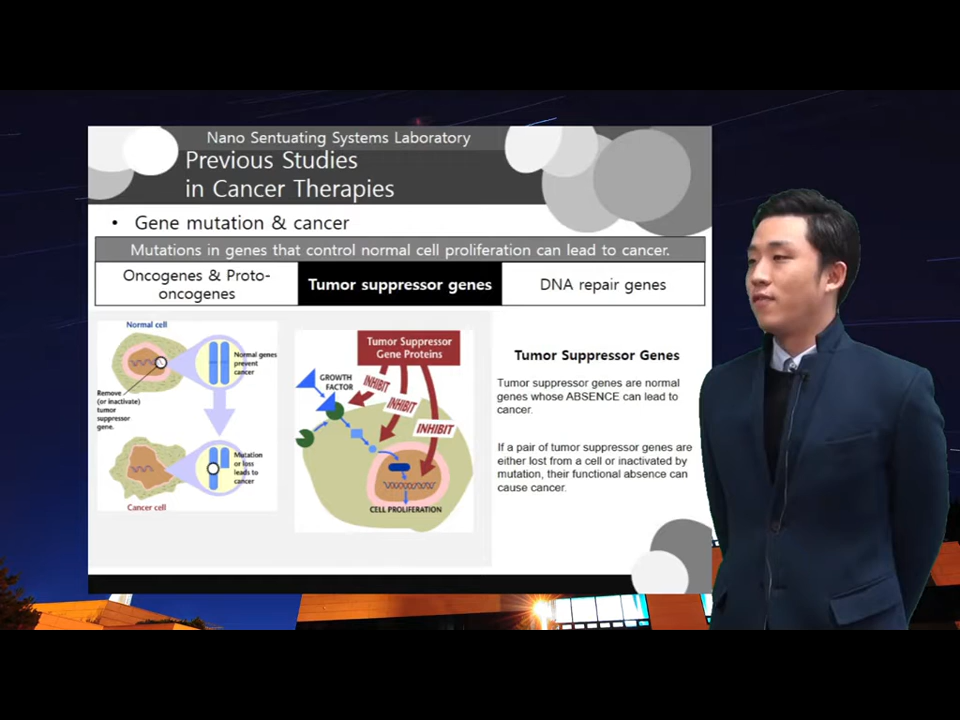 Nano Sentuating Systems Laboratory
Previous Studies
in Cancer Therapies
• Gene mutation & cancer
Mutations in genes that control normal cell proliferation can lead to cancer.
Oncogenes & Proto-
oncogenes
Tumor suppressor genes
DNA repair genes
Normal cell
Normal genes
prevent
cancer
Remove
(or inactivate)
tumor
suppressor
gene.
Mutation
or loss
leads to
cancer
Cancer cell
Tumor Suppressor
Gene Proteins
GROWTH
FACTOR
INHIBIT
INHIBIT
INHIBIT
CELL PROLIFERATION
Tumor Suppressor Genes
Tumor suppressor genes are normal
genes whose ABSENCE can lead to
cancer.
If a pair of tumor suppressor genes are
either lost from a cell or inactivated by
mutation, their functional absence can
cause cancer.